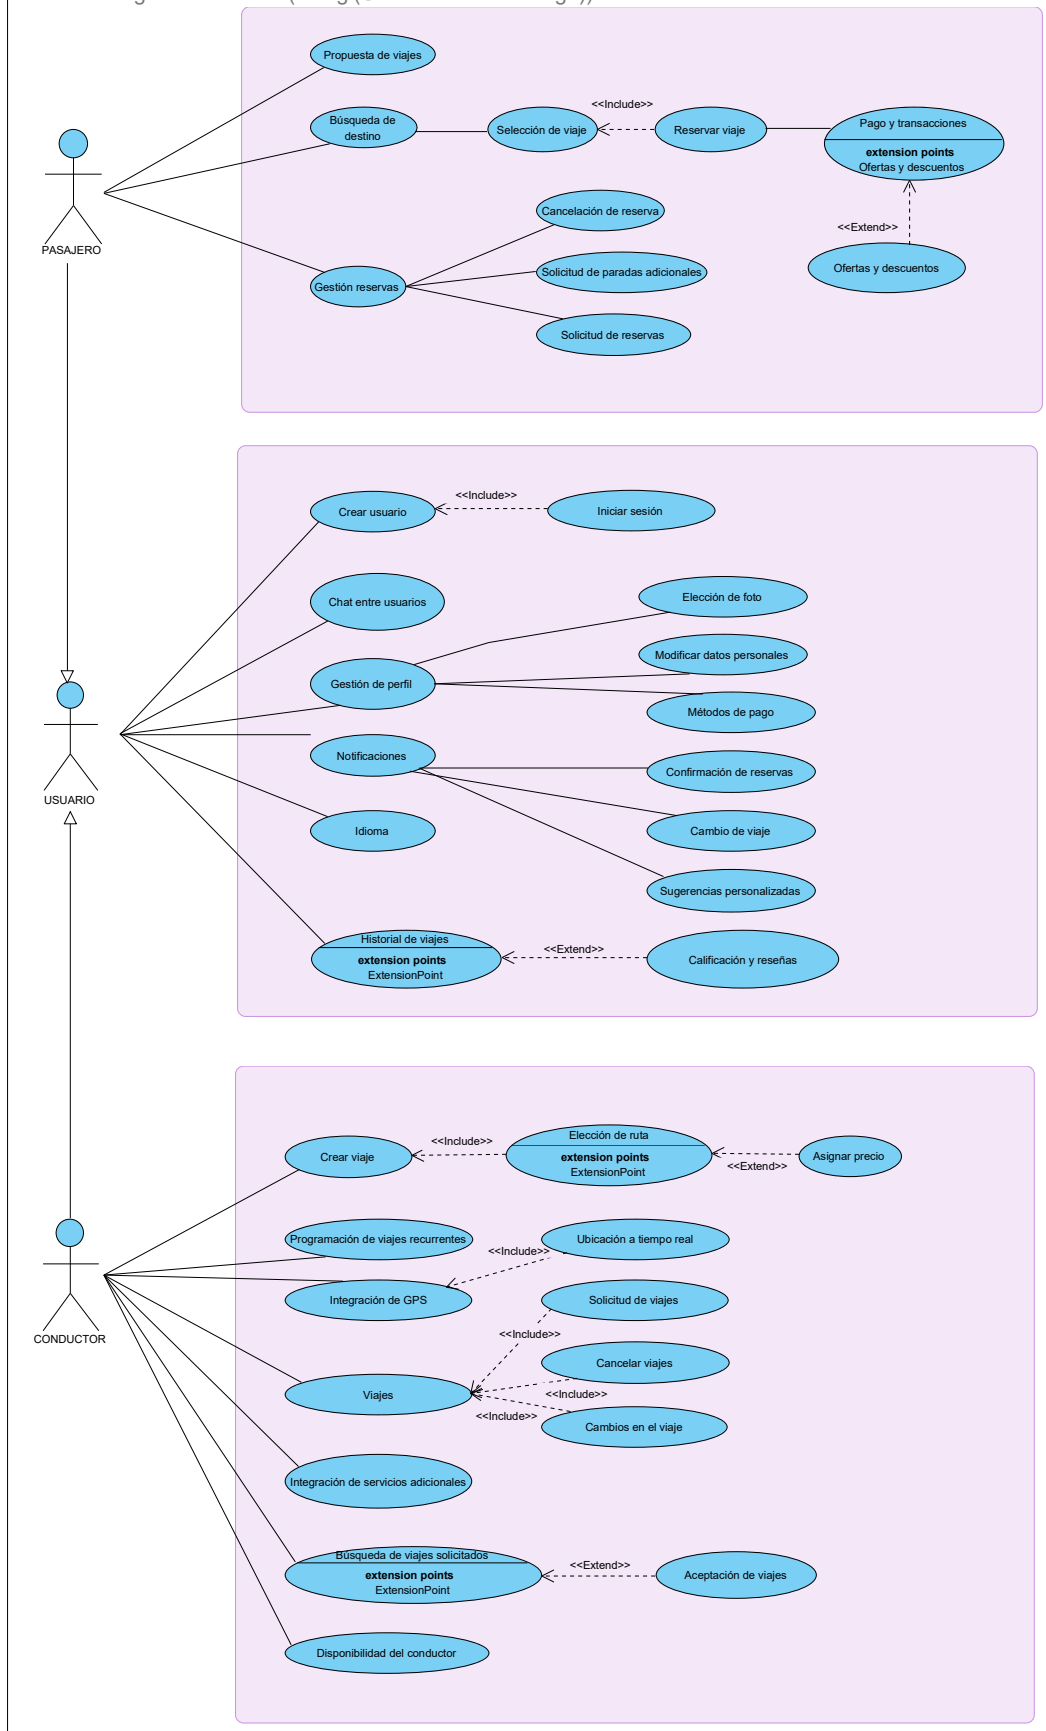 Propuesta de viajes
<<Include>>
Búsqueda de
destino
Selección de viaje
Reservar viaje
Pago y transacciones
extension points
Ofertas y descuentos
PASAJERO
Cancelación de reserva
<<Extend>>
Solicitud de paradas adicionales
Ofertas y descuentos
Gestión reservas
Solicitud de reservas
<<Include>>
Crear usuario
Iniciar sesión
Chat entre usuarios
Elección de foto
Modificar datos personales
Gestión de perfil
Métodos de pago
Notificaciones
Confirmación de reservas
USUARIO
Idioma
Cambio de viaje
Sugerencias personalizadas
Historial de viajes
extension points
ExtensionPoint
<<Extend>>
Calificación y reseñas
Crear viaje
<<Include>>
Elección de ruta
extension points
ExtensionPoint
<<Extend>>
Asignar precio
Programación de viajes recurrentes
<<Include>>
Ubicación a tiempo real
Integración de GPS
Solicitud de viajes
CONDUCTOR
<<Include>>
Cancelar viajes
Viajes
<<Include>>
<<Include>>
Cambios en el viaje
Integración de servicios adicionales
Búsqueda de viajes solicitados
extension points
ExtensionPoint
<<Extend>>
Aceptación de viajes
Disponibilidad del conductor